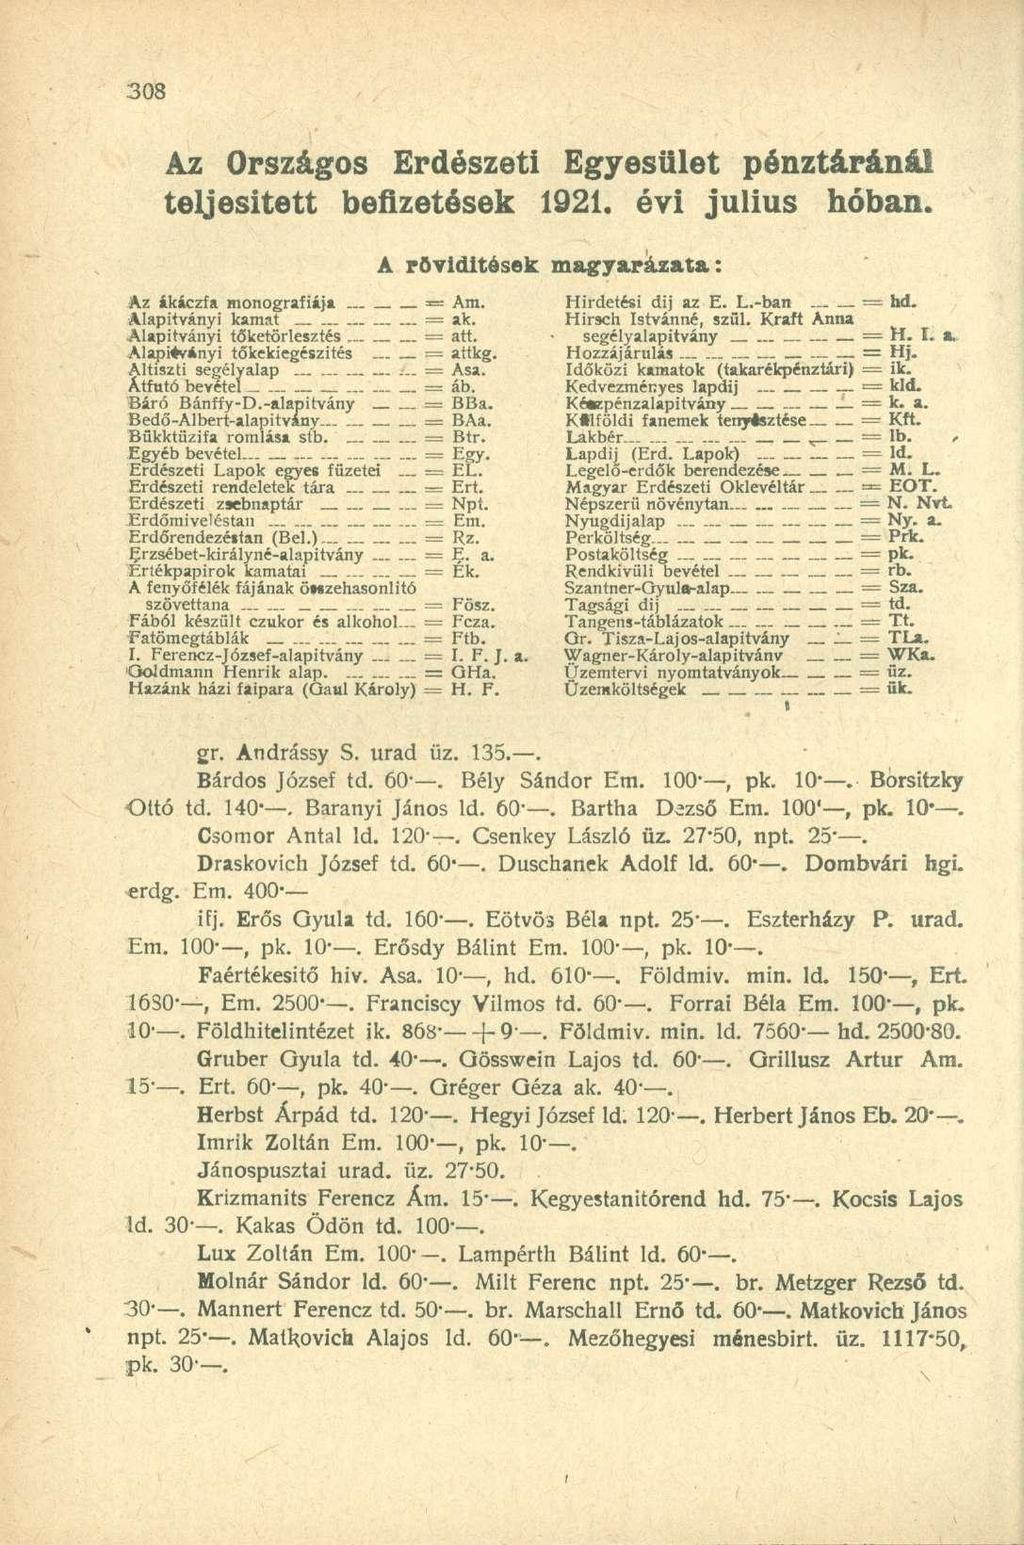 308
Az Országos Erdészeti Egyesület pénztáránál
teljesitett befizetések 1921. évi julius hóban.
A röviditések magyarázata:
Az ákáczfa monografiája = Am.
Alapitványi kamat = ak.
Alapitványi tőketörlesztés = att.
Alapitványi tőkekiegészités = attkg.
Altiszti segélyalap = Asa.
Átfutó bevétel = áb.
Báró Bánffy-D.-alapitvány = BBa.
Bedő-Albert-alapitvány = BAa.
Bükktüzifa romlása stb. = Btr.
Egyéb bevétel = Egy.
Erdészeti Lapok egyes füzetei = EL.
Erdészeti rendeletek tára = Ert.
Erdészeti zsebnaptár = Npt.
Erdőmiveléstan = Em.
Erdőrendezéstan (Bel.) = Rz.
Erzsébet-királyné-alapitvány = E. a.
Értékpapirok kamatai = Ék.
A fenyőfélék fájának összehasonlitó
szövettana = Fösz.
Fából készült czukor és alkohol = Fcza.
Fatömegtáblák = Ftb.
I. Ferencz-József-alapitvány = I. F. J. a.
Goldmann Henrik alap. = GHa.
Hazánk házi faipara (Gaul Károly) = H. F.
Hirdetési dij az E. L.-ban = hd.
Hirsch Istvánné, szül. Kraft Anna
segélyalapitvány = H. I. a.
Hozzájárulás = Hj.
Időközi kamatok (takarékpénztári) = ik.
Kedvezményes lapdij = kld.
Készpénzalapitvány = k. a.
Külföldi fanemek tenyésztése = Kft.
Lakbér = lb.
Lapdij (Erd. Lapok) = ld.
Legelő-erdők berendezése = M. L.
Magyar Erdészeti Oklevéltár = EOT.
Népszerü növénytan = N. Nvt.
Nyugdijalap = Ny. a.
Perköltség = Prk.
Postaköltség = pk.
Rendkivüli bevétel = rb.
Szantner-Gyula-alap = Sza.
Tagsági dij = td.
Tangens-táblázatok = Tt.
Gr. Tisza-Lajos-alapitvány = TLa.
Wagner-Károly-alapitvány = WKa.
Üzemtervi nyomtatványok = üz.
Üzemköltségek = ük.
gr. Andrássy S. urad üz. 135.—.
Bárdos József td. 60·—. Bély Sándor Em. 100·—, pk. 10·—. Borsitzky
Ottó td. 140·—. Baranyi János ld. 60·—. Bartha Dezső Em. 100·—, pk. 10·—.
Csomor Antal ld. 120·—. Csenkey László üz. 27·50, npt. 25·—.
Draskovich József td. 60·—. Duschanek Adolf ld. 60·—. Dombvári hgi.
erdg. Em. 400·—
ifj. Erős Gyula td. 160·—. Eötvös Béla npt. 25·—. Eszterházy P. urad.
Em. 100·—, pk. 10·—. Erősdy Bálint Em. 100·—, pk. 10·—.
Faértékesitő hiv. Asa. 10·—, hd. 610·—. Földmiv. min. ld. 150·—, Ert.
1680·—, Em. 2500·—. Franciscy Vilmos td. 60·—. Forrai Béla Em. 100·—, pk.
10·—. Földhitelintézet ik. 868·— + 9·—. Földmiv. min. ld. 7560·— hd. 2500·80.
Gruber Gyula td. 40·—. Gösswein Lajos td. 60·—. Grillusz Artur Am.
15·—. Ert. 60·—, pk. 40·—. Gréger Géza ak. 40·—.
Herbst Árpád td. 120·—. Hegyi József ld. 120·—. Herbert János Eb. 20·—.
Imrik Zoltán Em. 100·—, pk. 10·—.
Jánospusztai urad. üz. 27·50.
Krizmanits Ferencz Ám. 15·—. Kegyestanitórend hd. 75·—. Kocsis Lajos
ld. 30·—. Kakas Ödön td. 100·—.
Lux Zoltán Em. 100·—. Lampérth Bálint ld. 60·—.
Molnár Sándor ld. 60·—. Milt Ferenc npt. 25·—. br. Metzger Rezső td.
30·—. Mannert Ferencz td. 50·—. br. Marschall Ernő td. 60·—. Matkovich János
npt. 25·—. Matkovich Alajos ld. 60·—. Mezőhegyesi ménesbirt. üz. 1117·50,
pk. 30·—.